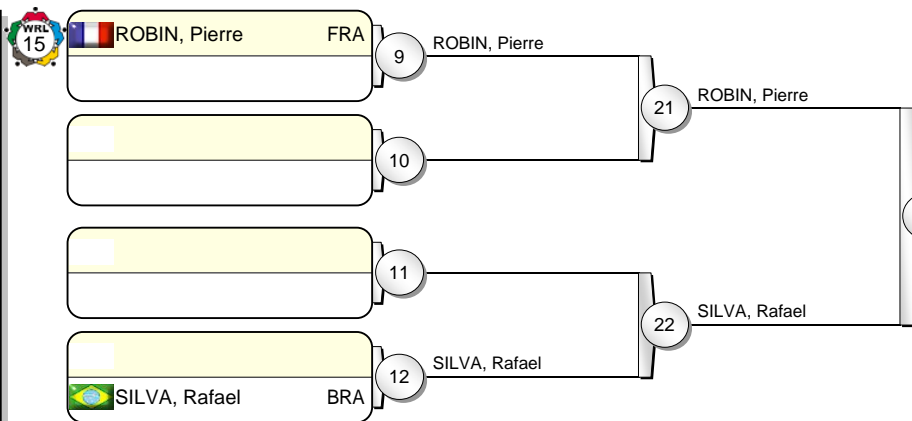 WRL
15
ROBIN, Pierre FRA
9
ROBIN, Pierre
21
ROBIN, Pierre
10
11
22
SILVA, Rafael
12
SILVA, Rafael
SILVA, Rafael BRA